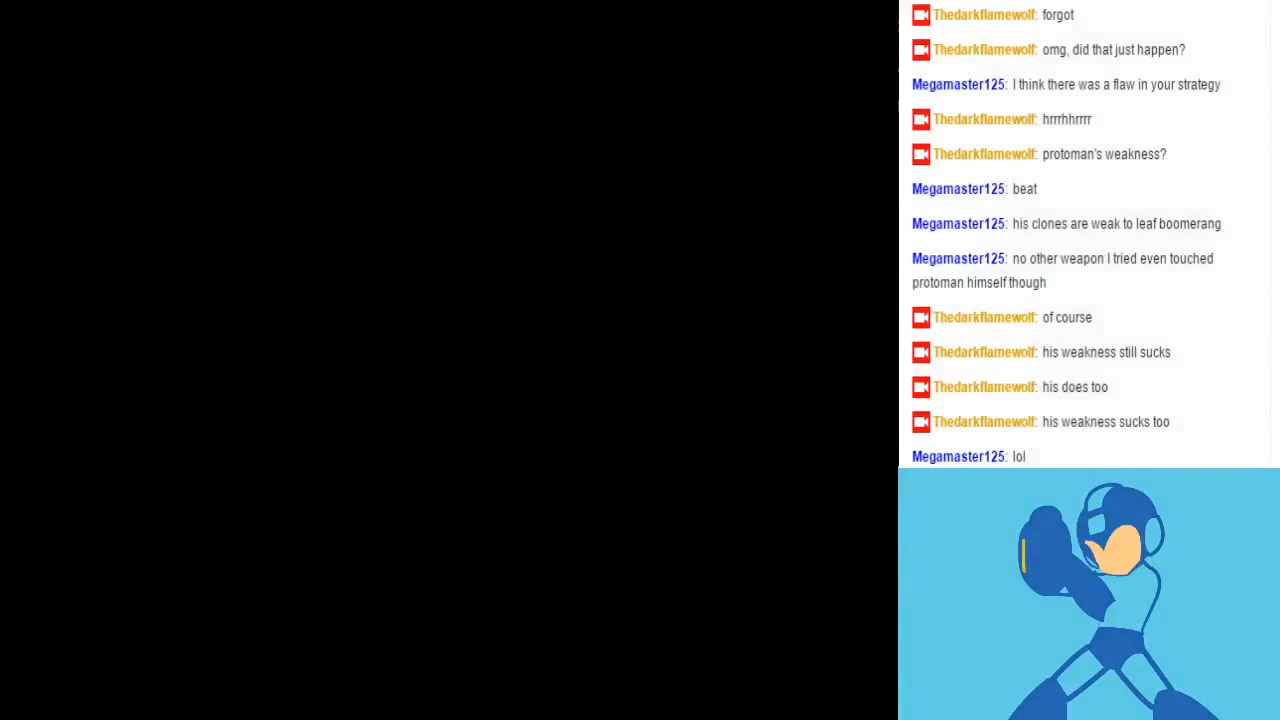 Thedarkflamewolf: forgot
Thedarkflamewolf: omg, did that just happen?
Megamaster125: I think there was a flaw in your strategy
Thedarkflamewolf: hrrrhhrrrr
Thedarkflamewolf: protoman's weakness?
Megamaster125: beat
Megamaster125: his clones are weak to leaf boomerang
Megamaster125: no other weapon I tried even touched
protoman himself though
Thedarkflamewolf: of course
Thedarkflamewolf: his weakness still sucks
Thedarkflamewolf: his does too
Thedarkflamewolf: his weakness sucks too
Megamaster125: lol